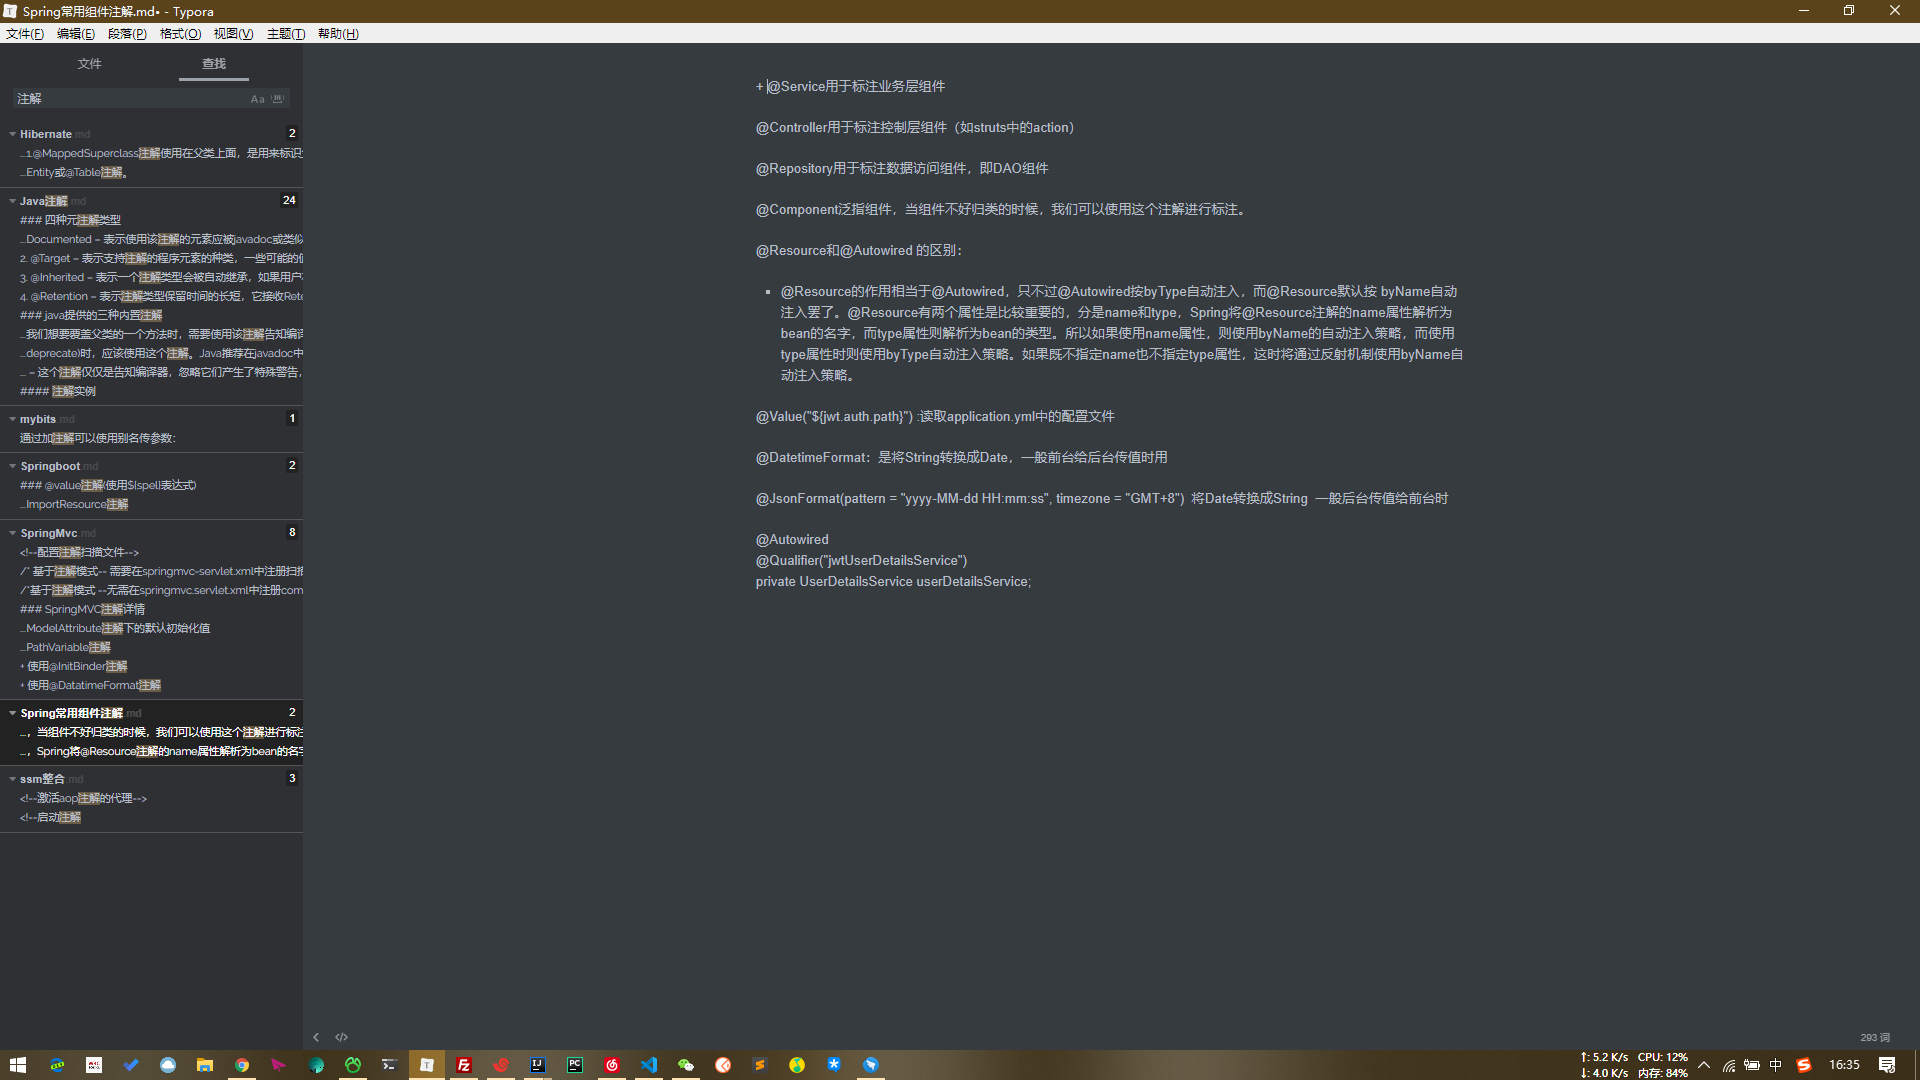 Spring常用组件注解.md• - Typora
文件(F) 编辑(E) 段落(P) 格式(O) 视图(V) 主题(T) 帮助(H)
文件 查找
注解 Aa
Hibernate.md 2
...1.@MappedSuperclass注解使用在父类上面，是用来标识
...Entity或@Table注解。
Java注解.md 24
### 四种元注解类型
...Documented – 表示使用该注解的元素应被javadoc或类似
2. @Target – 表示支持注解的程序元素的种类，一些可能的值
3. @Inherited – 表示一个注解类型会被自动继承，如果用户
4. @Retention – 表示注解类型保留时间的长短，它接收Rete
### java提供的三种内置注解
...我们想要覆盖父类的一个方法时，需要使用该注解告知编译
...deprecate)时，应该使用这个注解。Java推荐在javadoc中
... – 这个注解仅仅是告知编译器，忽略它们产生了特殊警告，
#### 注解实例
mybits.md 1
通过加注解可以使用别名传参数：
Springboot.md 2
### @value注解(使用${spel}表达式)
...ImportResource注解
SpringMvc.md 8
<!--配置注解扫描文件-->
/* 基于注解模式-- 需要在springmvc-servlet.xml中注册扫描
/*基于注解模式 --无需在springmvc.servlet.xml中注册com
### SpringMVC注解详情
...ModelAttribute注解下的默认初始化值
...PathVariable注解
+ 使用@InitBinder注解
+ 使用@DatatimeFormat注解
Spring常用组件注解.md 2
...，当组件不好归类的时候，我们可以使用这个注解进行标注
...，Spring将@Resource注解的name属性解析为bean的名字
ssm整合.md 3
<!--激活aop注解的代理-->
<!--启动注解
+ @Service用于标注业务层组件
@Controller用于标注控制层组件（如struts中的action）
@Repository用于标注数据访问组件，即DAO组件
@Component泛指组件，当组件不好归类的时候，我们可以使用这个注解进行标注。
@Resource和@Autowired 的区别：
@Resource的作用相当于@Autowired，只不过@Autowired按byType自动注入，而@Resource默认按 byName自动
注入罢了。@Resource有两个属性是比较重要的，分是name和type，Spring将@Resource注解的name属性解析为
bean的名字，而type属性则解析为bean的类型。所以如果使用name属性，则使用byName的自动注入策略，而使用
type属性时则使用byType自动注入策略。如果既不指定name也不指定type属性，这时将通过反射机制使用byName自
动注入策略。
@Value("${jwt.auth.path}") :读取application.yml中的配置文件
@DatetimeFormat：是将String转换成Date，一般前台给后台传值时用
@JsonFormat(pattern = "yyyy-MM-dd HH:mm:ss", timezone = "GMT+8") 将Date转换成String 一般后台传值给前台时
@Autowired
@Qualifier("jwtUserDetailsService")
private UserDetailsService userDetailsService;
293 词
↑: 5.2 K/s CPU: 12%
↓: 4.0 K/s 内存: 84%
中
16:35